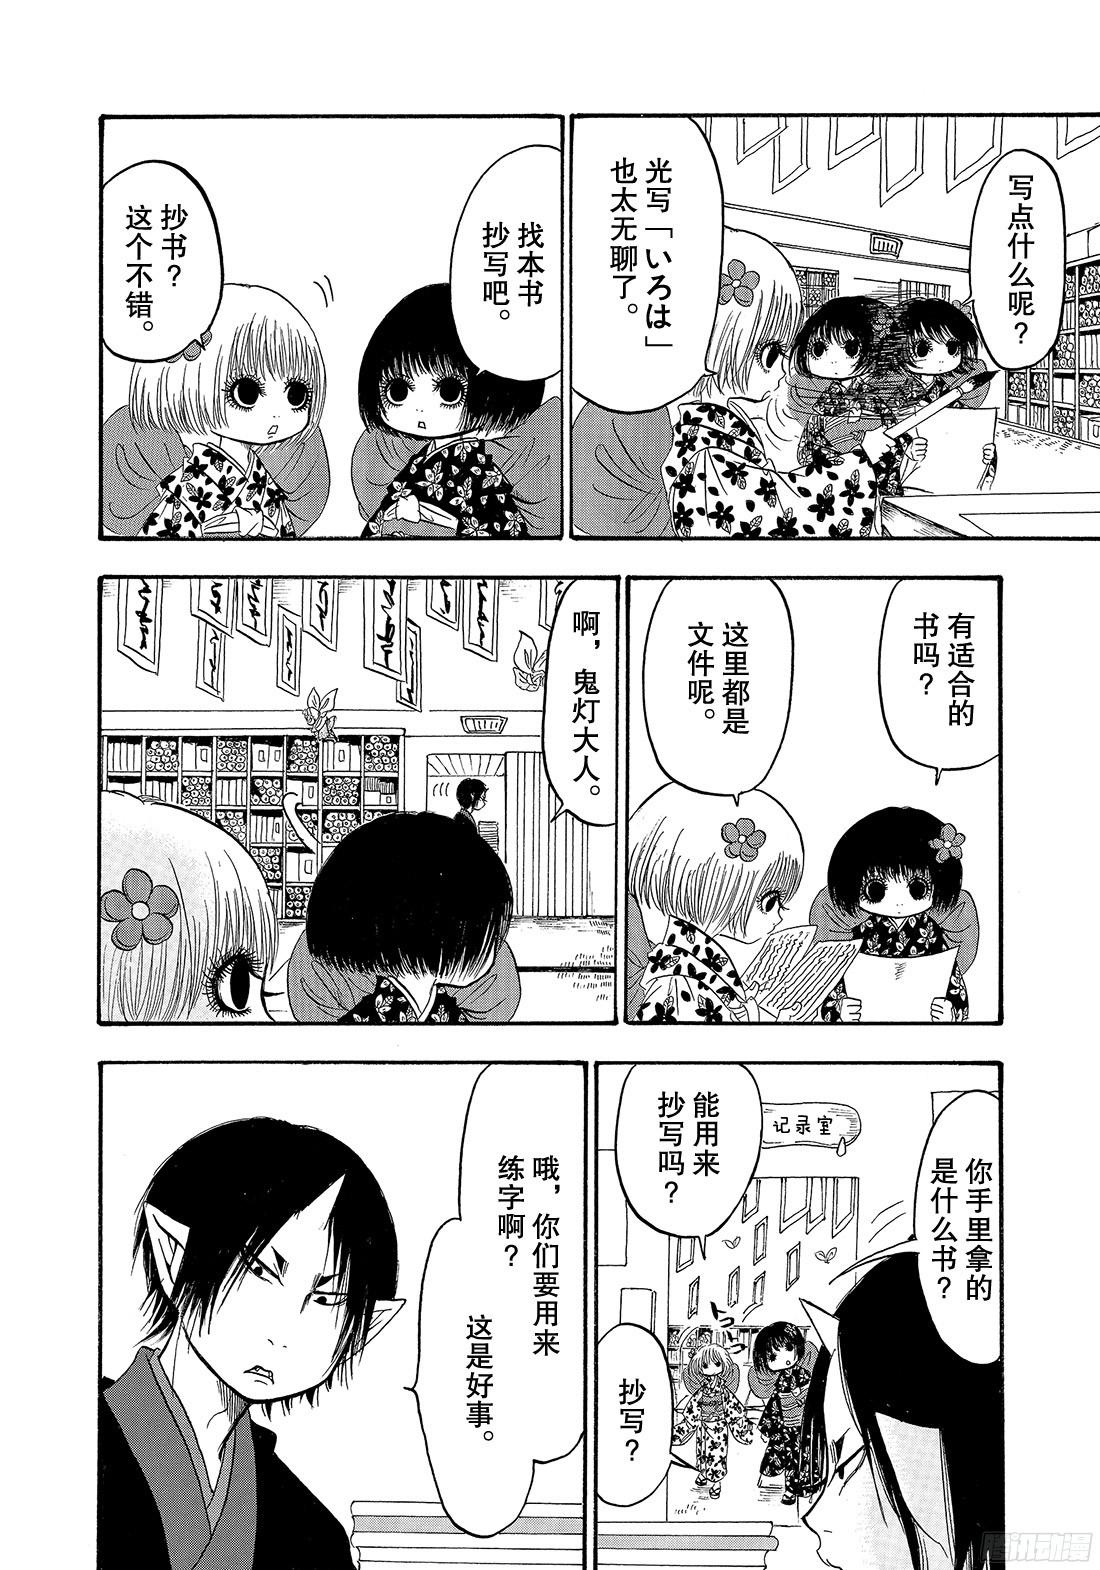 写点什么呢？
光写「いろは」
也太无聊了。
找本书
抄写吧。
抄书？
这个不错。
有适合的
书吗？
这里都是
文件呢。
啊，鬼灯大人。
你手里拿的
是什么书？
记录室
能用来
抄写吗？
抄写？
哦，你们要用来
练字啊？
这是好事。
腾讯动漫